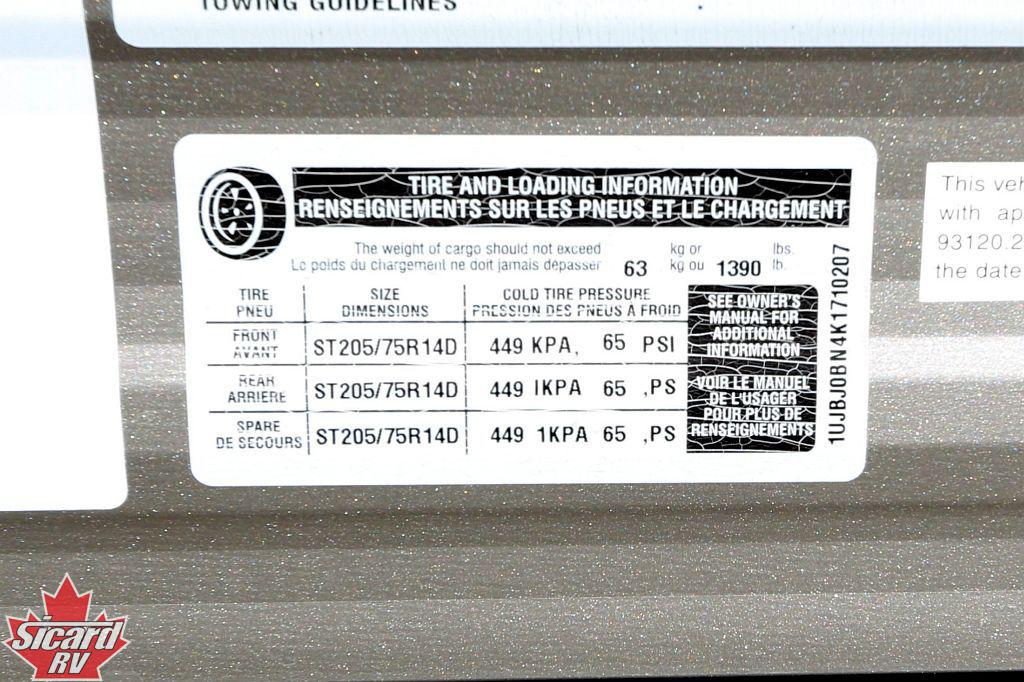 TOWING GUIDELINES
TIRE AND LOADING INFORMATION
RENSEIGNEMENTS SUR LES PNEUS ET LE CHARGEMENT
The weight of cargo should not exceed kg or lbs.
Le poids du chargement ne doit jamais dépasser 63 kg ou 1390 lb.
TIRE SIZE COLD TIRE PRESSURE
PNEU DIMENSIONS PRESSION DES PNEUS À FROID
FRONT
AVANT ST205/75R14D 449 KPA, 65 PSI
REAR
ARRIERE ST205/75R14D 449 1KPA 65 ,PS
SPARE
DE SECOURS ST205/75R14D 449 1KPA 65 ,PS
SEE OWNER'S
MANUAL FOR
ADDITIONAL
INFORMATION
VOIR LE MANUEL
DE L'USAGER
POUR PLUS DE
RENSEIGNEMENTS
1UJBJ0BN4K1710207
This veh
with ap
93120.2
the date
Sicard
RV